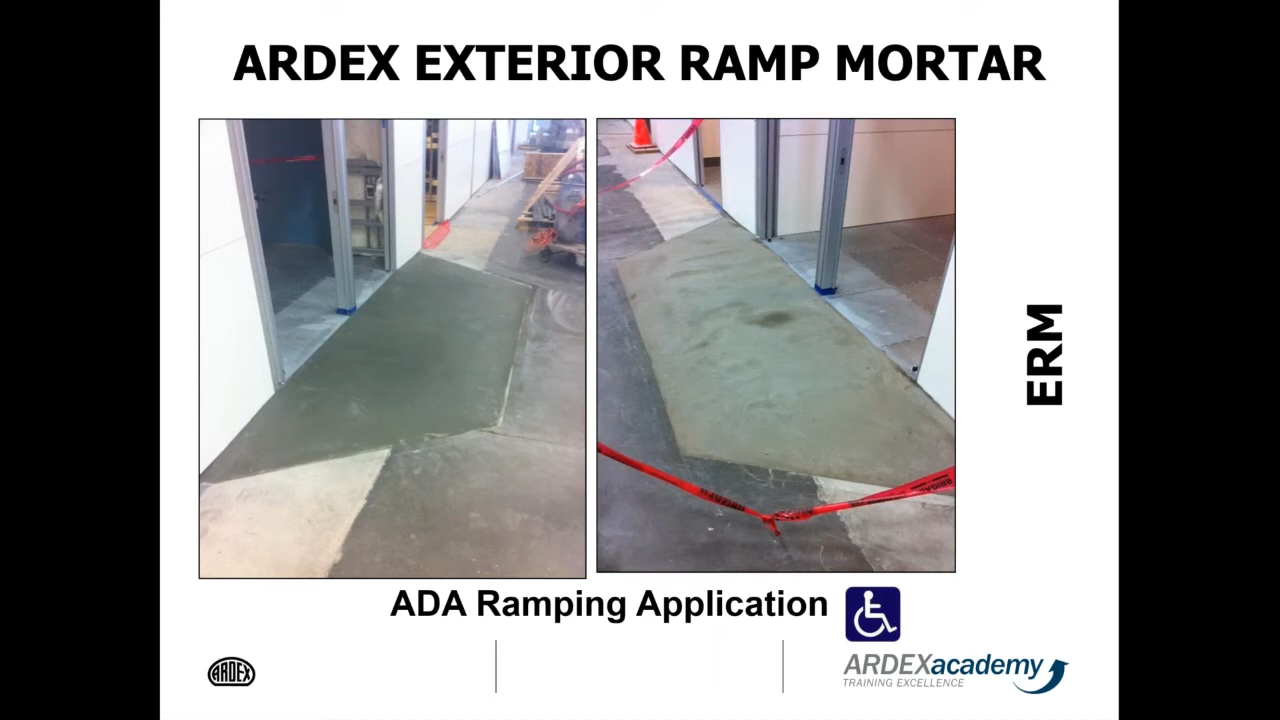 ARDEX EXTERIOR RAMP MORTAR
ERM
ADA Ramping Application
ARDEX
ARDEXacademy
TRAINING EXCELLENCE